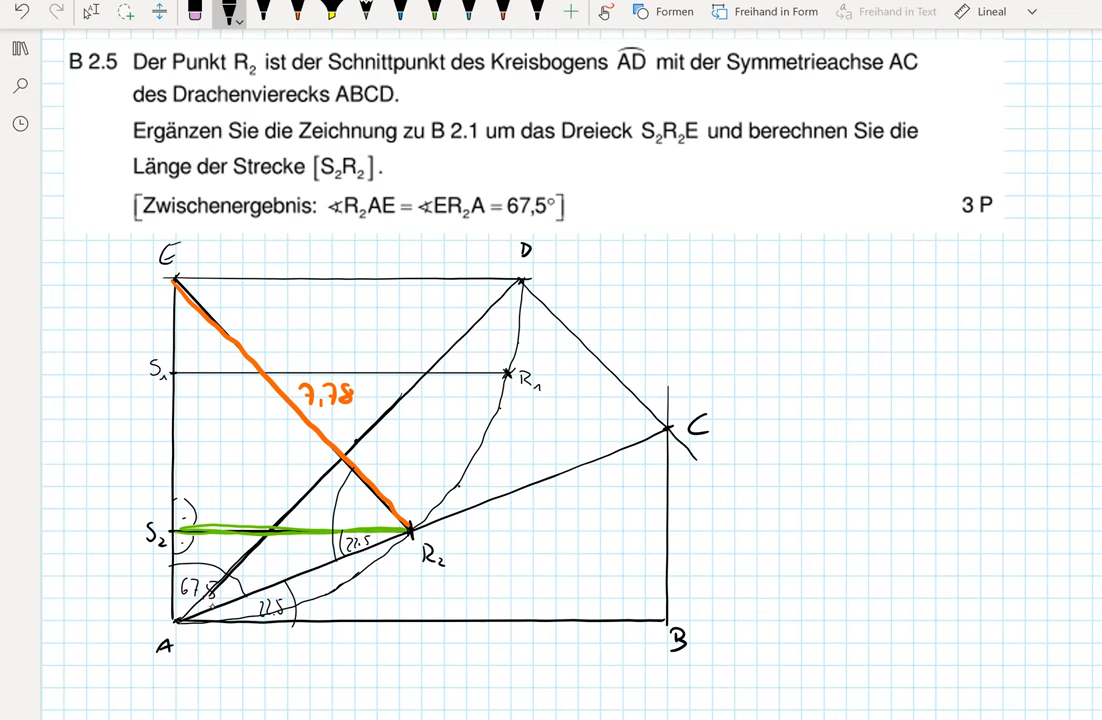 Formen Freihand in Form Freihand in Text Lineal
B 2.5 Der Punkt R₂ ist der Schnittpunkt des Kreisbogens AD mit der Symmetrieachse AC
des Drachenvierecks ABCD.
Ergänzen Sie die Zeichnung zu B 2.1 um das Dreieck S₂R₂E und berechnen Sie die
Länge der Strecke [S₂R₂].
[Zwischenergebnis: ∢R₂AE = ∢ER₂A = 67,5°] 3 P
E D
S₁ R₁
7,78
C
S₂ 22.5 R₂
67.5
22.5
A B